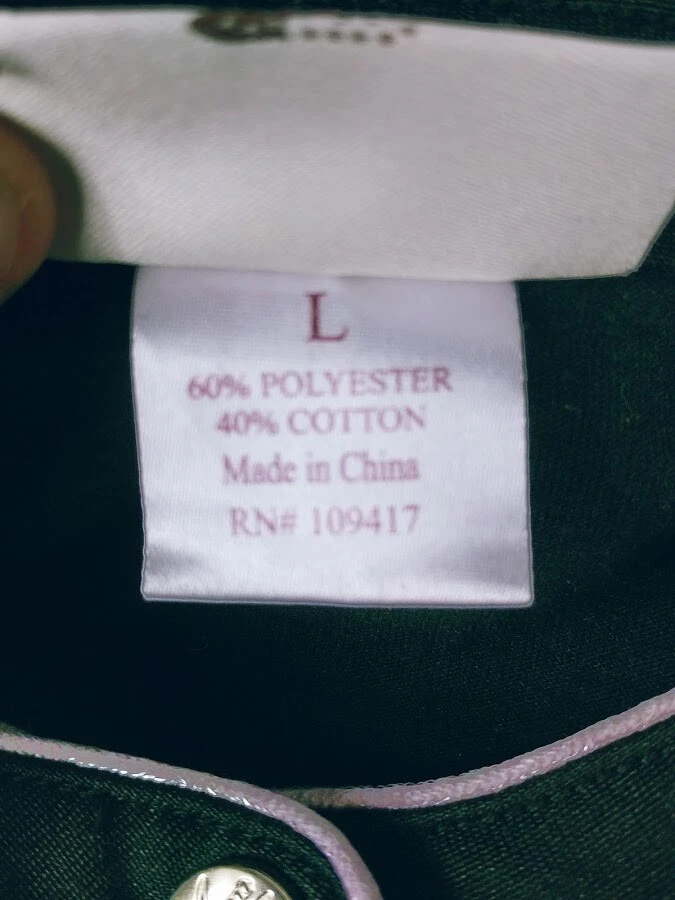 L
60% POLYESTER
40% COTTON
Made in China
RN# 109417